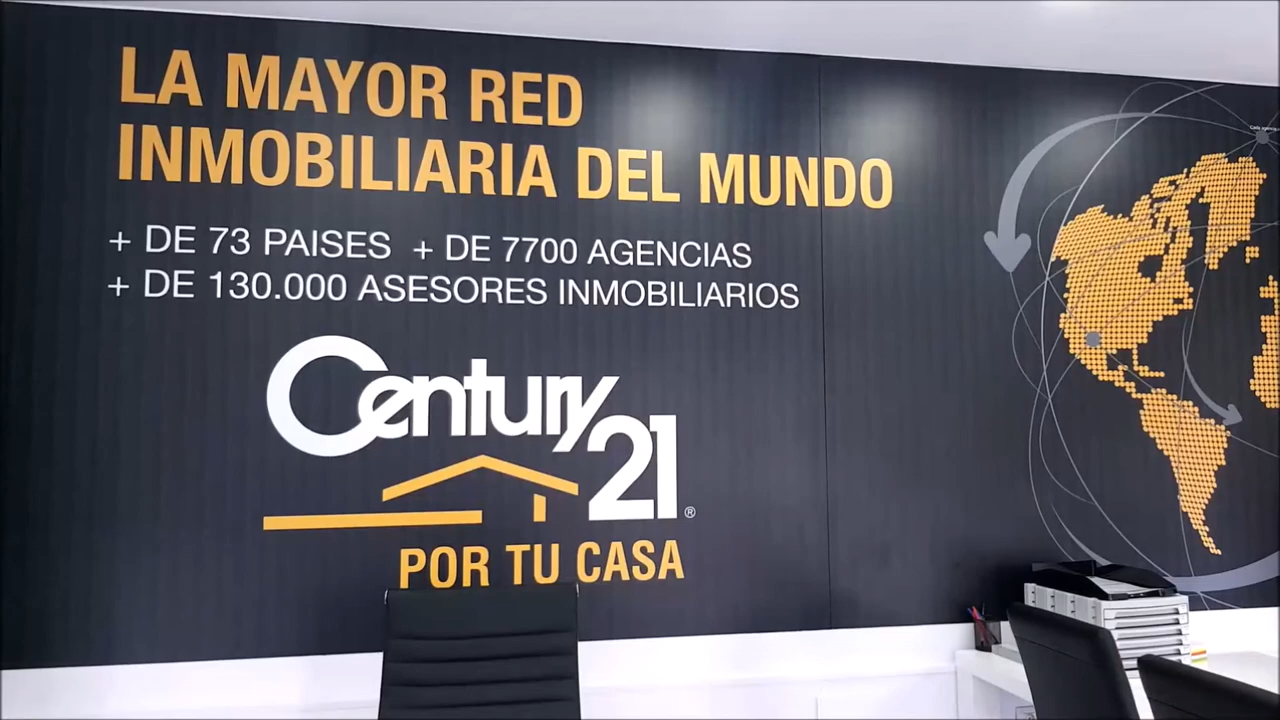 LA MAYOR RED
INMOBILIARIA DEL MUNDO
+ DE 73 PAISES + DE 7700 AGENCIAS
+ DE 130.000 ASESORES INMOBILIARIOS
Century
21®
POR TU CASA